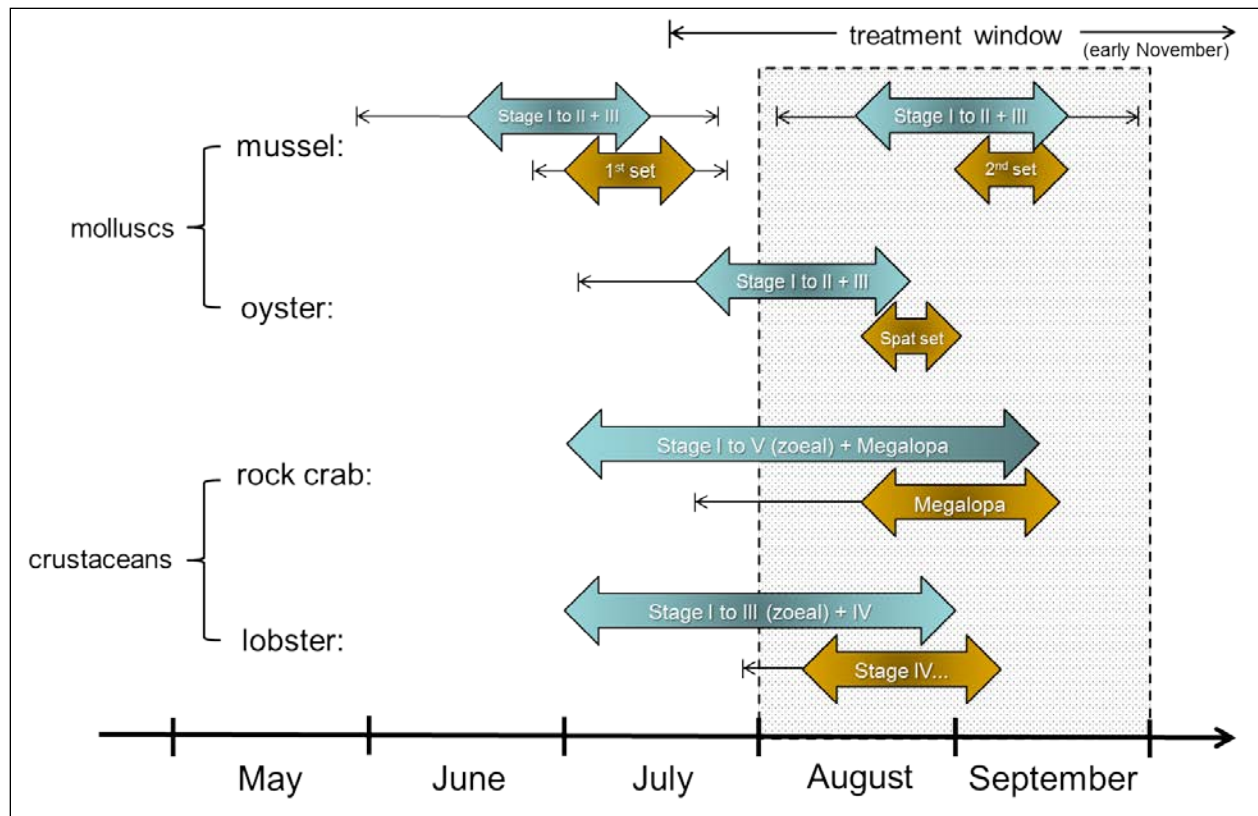 treatment window
(early November)
Stage I to II + III
Stage I to II + III
mussel:
1st set
2nd set
molluscs
Stage I to II + III
oyster:
Spat set
Stage I to V (zoeal) + Megalopa
rock crab:
Megalopa
crustaceans
Stage I to III (zoeal) + IV
lobster:
Stage IV...
May
June
July
August
September